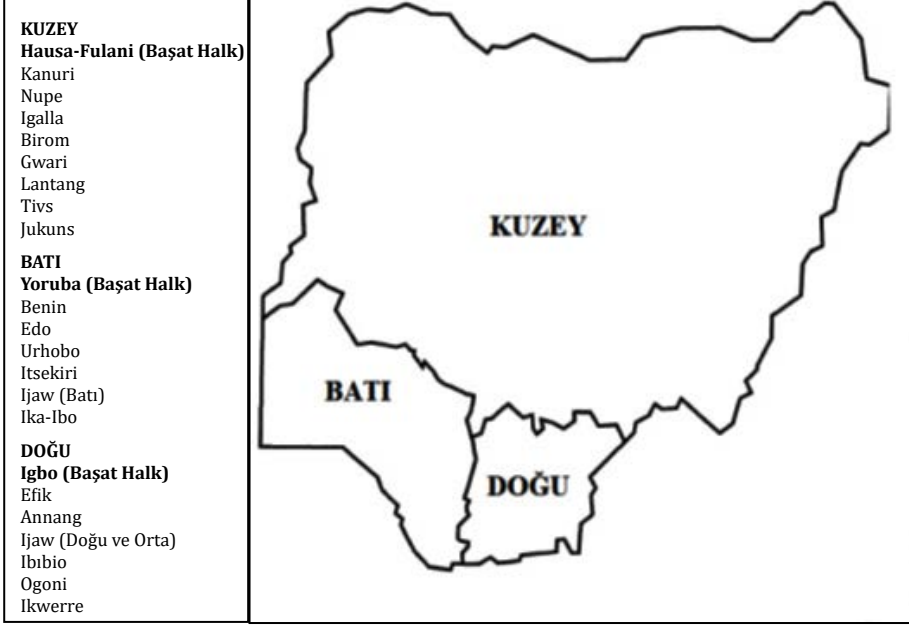 KUZEY
Hausa-Fulani (Başat Halk)
Kanuri
Nupe
Igalla
Birom
Gwari
Lantang
Tivs
Jukuns
BATI
Yoruba (Başat Halk)
Benin
Edo
Urhobo
Itsekiri
Ijaw (Batı)
Ika-Ibo
DOĞU
Igbo (Başat Halk)
Efik
Annang
Ijaw (Doğu ve Orta)
Ibıbio
Ogoni
Ikwerre
KUZEY
BATI
DOĞU